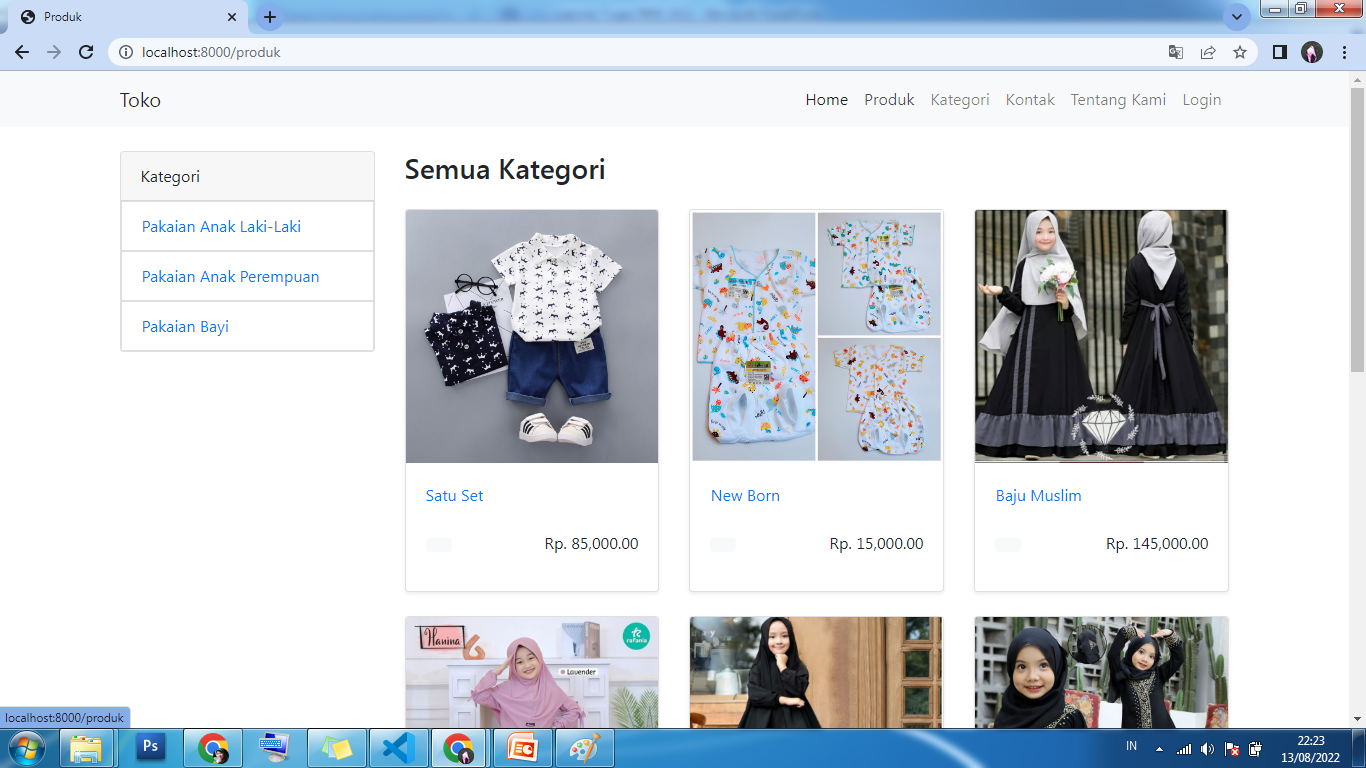 Produk
localhost:8000/produk
Toko
Home Produk Kategori Kontak Tentang Kami Login
Kategori
Pakaian Anak Laki-Laki
Pakaian Anak Perempuan
Pakaian Bayi
Semua Kategori
Satu Set
Rp. 85,000.00
New Born
Rp. 15,000.00
Baju Muslim
Rp. 145,000.00
Hanina
rafania
Lavender
localhost:8000/produk
Ps
IN
22:23
13/08/2022